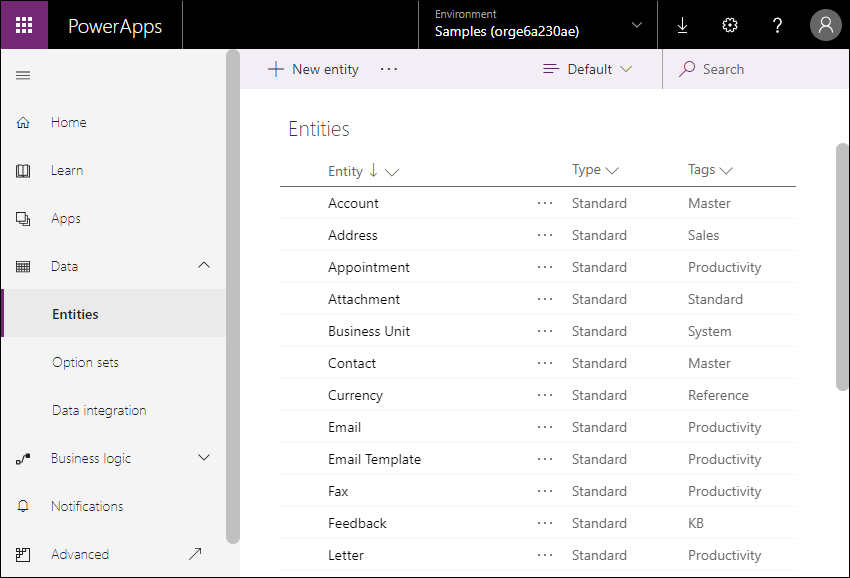 PowerApps
Environment
Samples (orge6a230ae)
?
Home
Learn
Apps
Data
Entities
Option sets
Data integration
Business logic
Notifications
Advanced
New entity ···
Default
Search
Entities
Entity Type Tags
Account ··· Standard Master
Address ··· Standard Sales
Appointment ··· Standard Productivity
Attachment ··· Standard Standard
Business Unit ··· Standard System
Contact ··· Standard Master
Currency ··· Standard Reference
Email ··· Standard Productivity
Email Template ··· Standard Productivity
Fax ··· Standard Productivity
Feedback ··· Standard KB
Letter ··· Standard Productivity